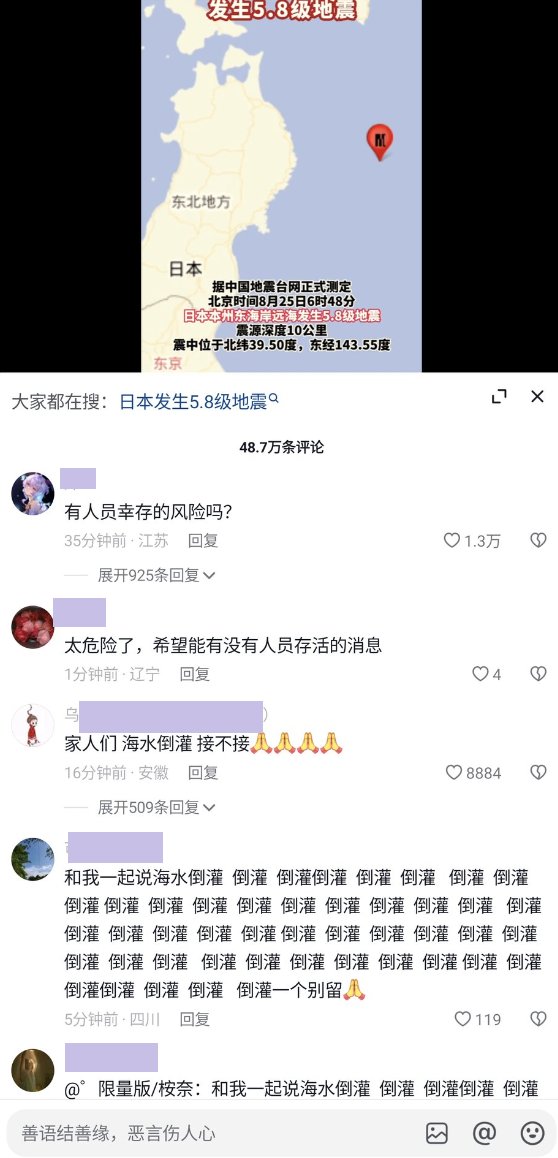 发生5.8级地震
东北地方
日本
据中国地震台网正式测定
北京时间8月25日6时48分
日本本州东海岸远海发生5.8级地震
震源深度10公里
震中位于北纬39.50度，东经143.55度
东京
大家都在搜：日本发生5.8级地震
48.7万条评论
有人员幸存的风险吗?
35分钟前 · 江苏 回复 1.3万
展开925条回复
太危险了，希望能有没有人员存活的消息
1分钟前 · 辽宁 回复 4
乌
家人们 海水倒灌 接不接🙏🙏🙏🙏
16分钟前 · 安徽 回复 8884
展开509条回复
和我一起说海水倒灌 倒灌 倒灌倒灌 倒灌 倒灌 倒灌 倒灌
倒灌 倒灌 倒灌 倒灌 倒灌 倒灌 倒灌 倒灌 倒灌 倒灌 倒灌
倒灌 倒灌 倒灌 倒灌 倒灌 倒灌 倒灌 倒灌 倒灌 倒灌 倒灌
倒灌 倒灌 倒灌 倒灌 倒灌 倒灌 倒灌 倒灌 倒灌 倒灌 倒灌
倒灌倒灌 倒灌 倒灌 倒灌一个别留🙏
5分钟前 · 四川 回复 119
@° 限量版/桉奈：和我一起说海水倒灌 倒灌 倒灌倒灌 倒灌
善语结善缘，恶言伤人心